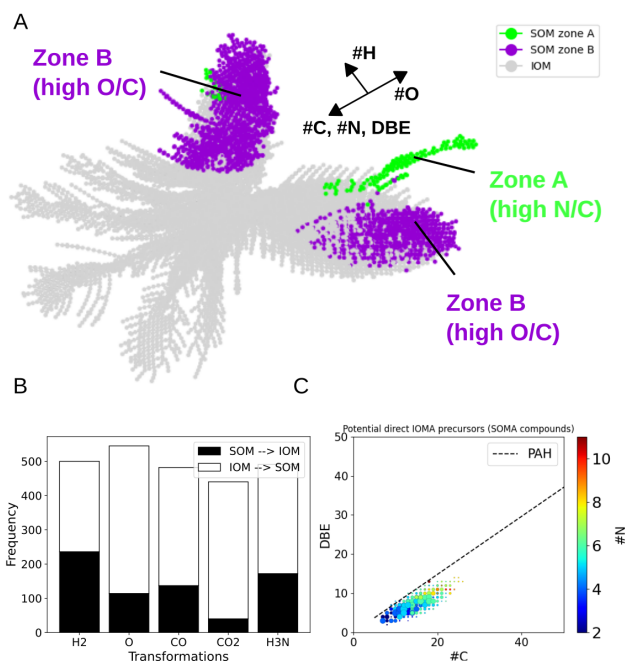 A
Zone B
(high O/C)
#H
#O
#C, #N, DBE
SOM zone A
SOM zone B
IOM
Zone A
(high N/C)
Zone B
(high O/C)
B
500
400
300
200
100
0
Frequency
SOM --> IOM
IOM --> SOM
H2 O CO CO2 H3N
Transformations
C
Potential direct IOMA precursors (SOMA compounds)
50
40
30
20
10
0
DBE
PAH
0 20 40
#C
10
8
6
4
2
#N